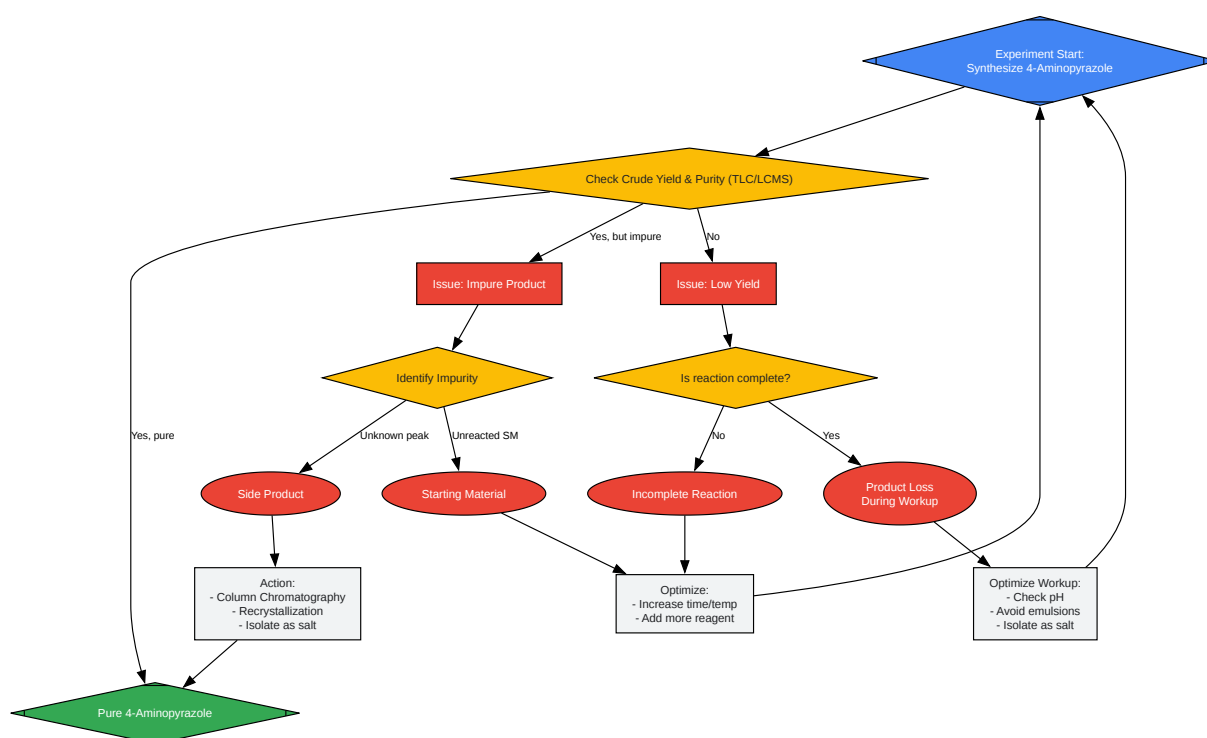 Experiment Start:
Synthesize 4-Aminopyrazole
Check Crude Yield & Purity (TLC/LCMS)
Yes, but impure
No
Issue: Impure Product
Issue: Low Yield
Identify Impurity
Is reaction complete?
Yes, pure
Unknown peak
Unreacted SM
No
Yes
Side Product
Starting Material
Incomplete Reaction
Product Loss
During Workup
Action:
- Column Chromatography
- Recrystallization
- Isolate as salt
Optimize:
- Increase time/temp
- Add more reagent
Optimize Workup:
- Check pH
- Avoid emulsions
- Isolate as salt
Pure 4-Aminopyrazole